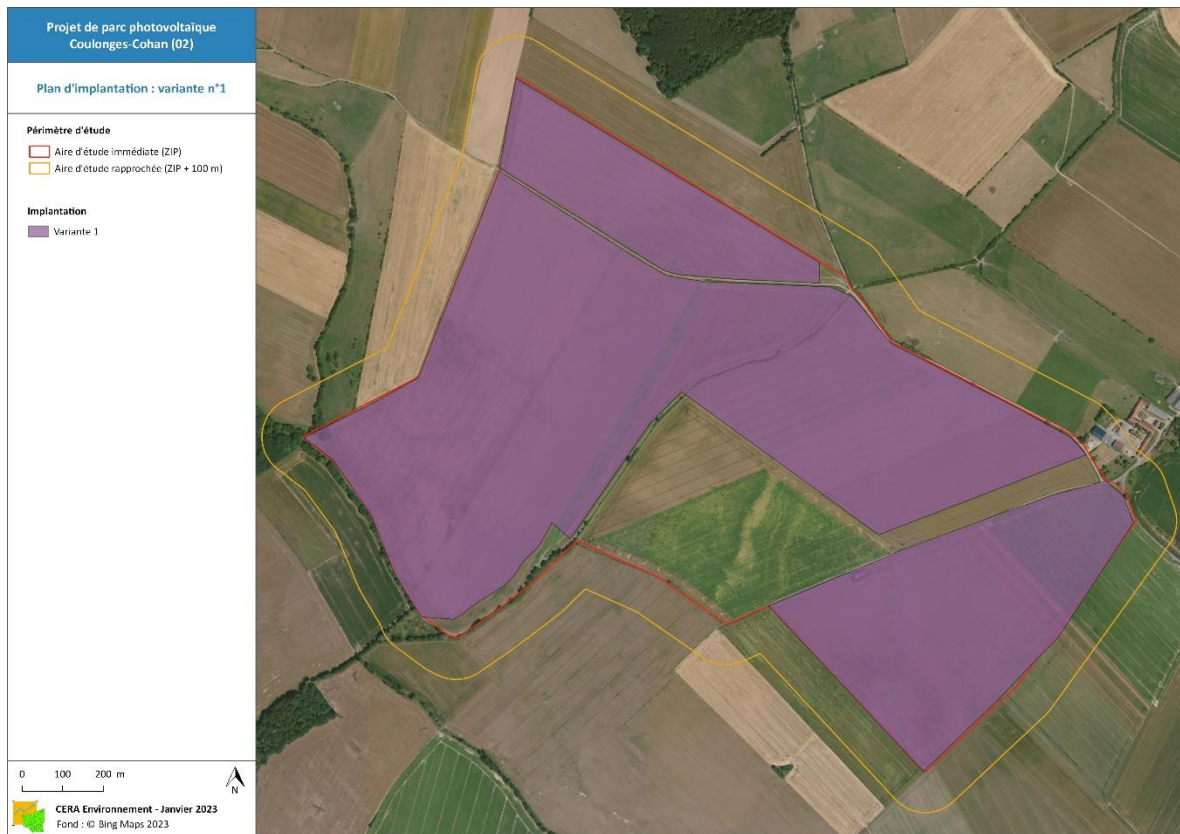 Projet de parc photovoltaïque
Coulonges-Cohan (02)
Plan d'implantation : variante n°1
Périmètre d'étude
Aire d'étude immédiate (ZIP)
Aire d'étude rapprochée (ZIP + 100 m)
Implantation
Variante 1
0 100 200 m
N
CERA Environnement - Janvier 2023
Fond : © Bing Maps 2023